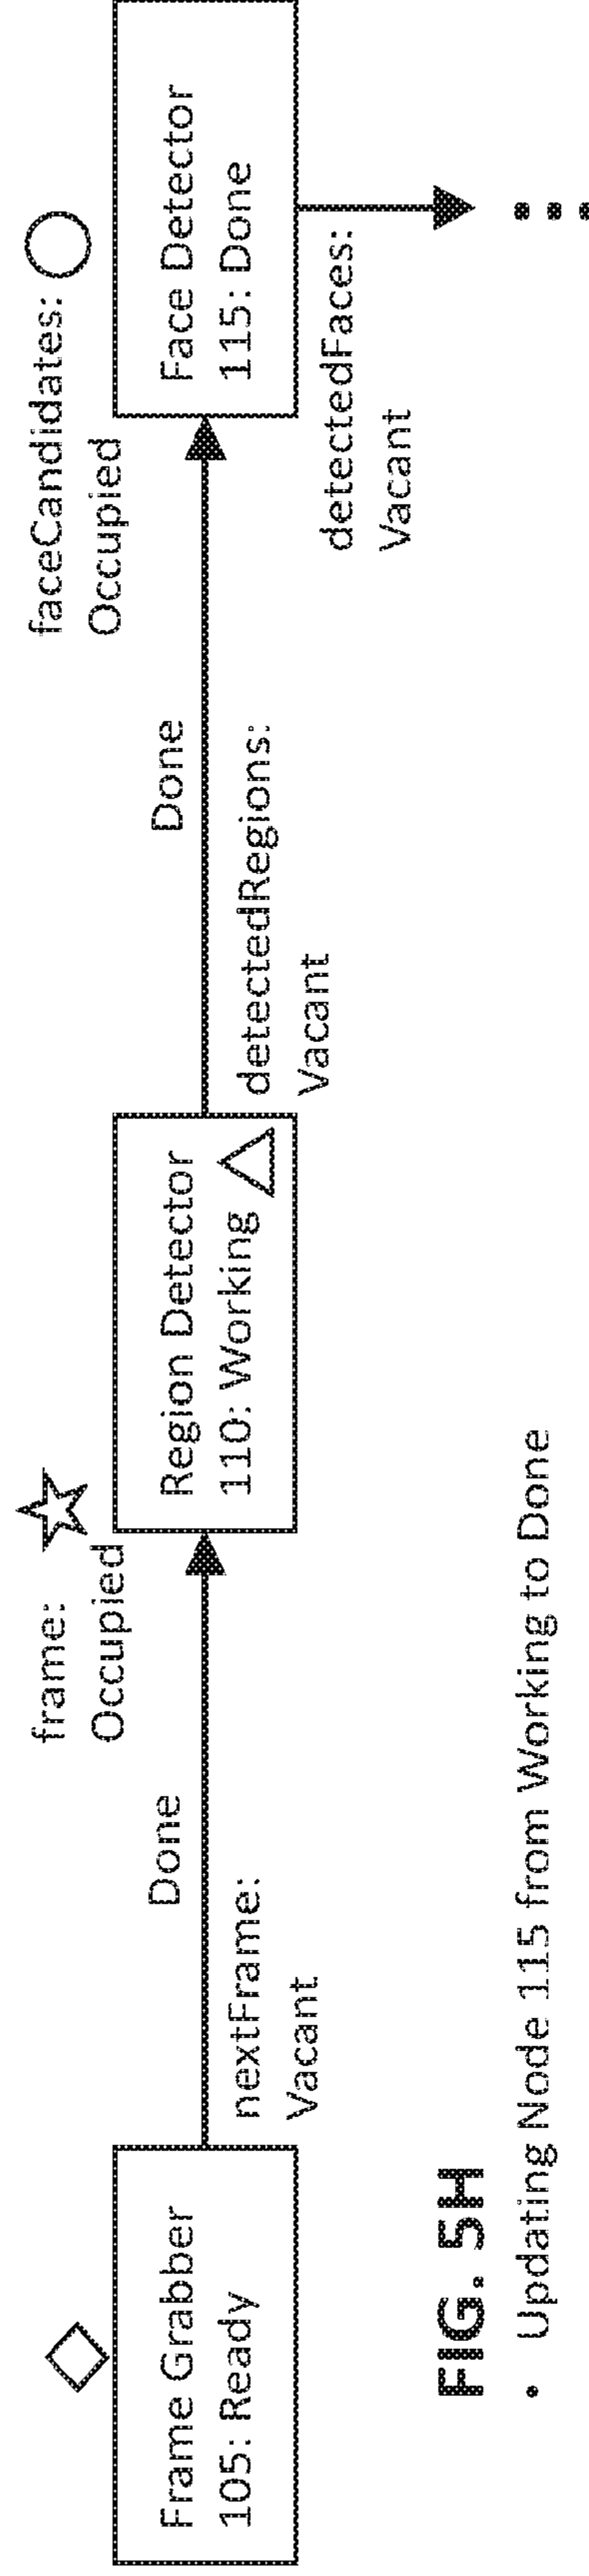 Frame Grabber
105: Ready
nextFrame:
Vacant
Done
frame:
Occupied
Region Detector
110: Working
detectedRegions:
Vacant
Done
faceCandidates:
Occupied
Face Detector
115: Done
detectedFaces:
Vacant
FIG. 5H
• Updating Node 115 from Working to Done